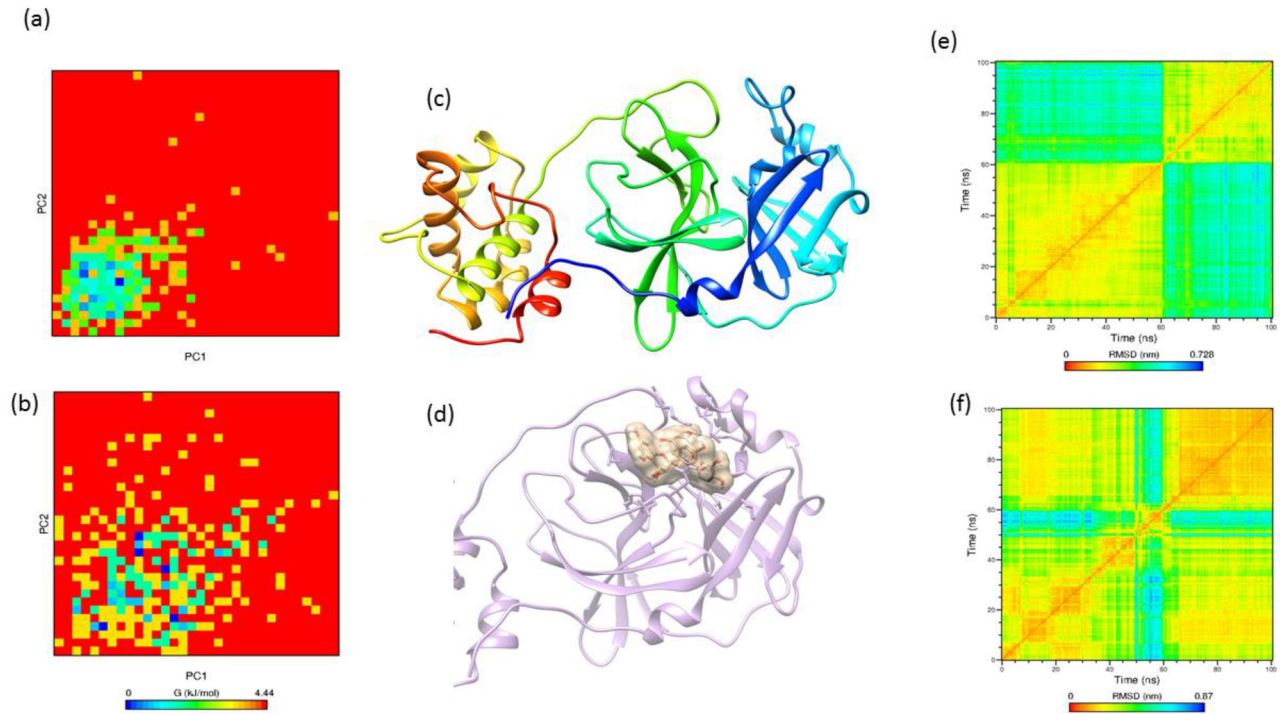 (a)
PC2
PC1
(b)
PC2
PC1
0 G (kJ/mol) 4.44
(c)
(d)
(e)
100
80
60
40
20
0
Time (ns)
0 20 40 60 80 100
Time (ns)
0 RMSD (nm) 0.728
(f)
100
80
60
40
20
0
Time (ns)
0 20 40 60 80 100
Time (ns)
0 RMSD (nm) 0.87